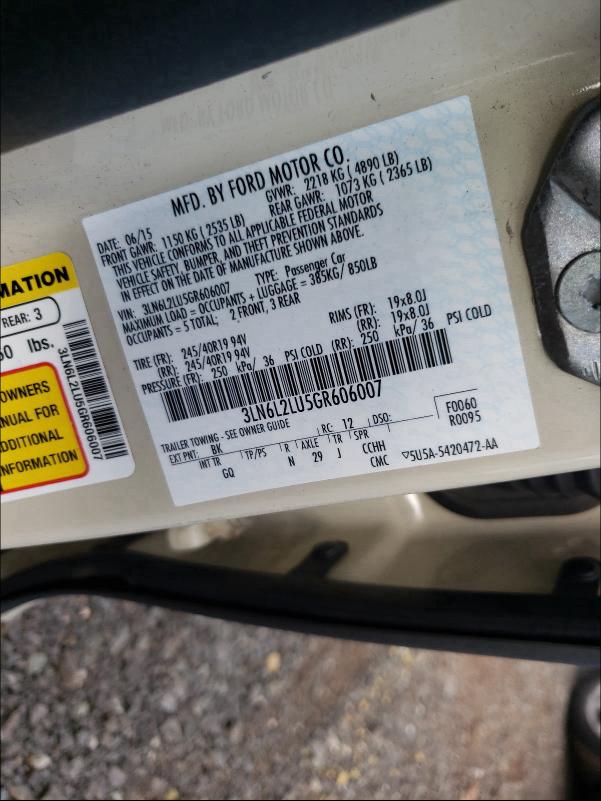 MFD. BY FORD MOTOR CO.
DATE: 06/15 GVWR: 2218 KG ( 4890 LB)
FRONT GAWR: 1150 KG ( 2535 LB) REAR GAWR: 1073 KG ( 2365 LB)
THIS VEHICLE CONFORMS TO ALL APPLICABLE FEDERAL MOTOR
VEHICLE SAFETY, BUMPER, AND THEFT PREVENTION STANDARDS
IN EFFECT ON THE DATE OF MANUFACTURE SHOWN ABOVE.
VIN: 3LN6L2LU5GR606007 TYPE: Passenger Car
MAXIMUM LOAD = OCCUPANTS + LUGGAGE = 385KG/ 850LB
OCCUPANTS = 5 TOTAL; 2 FRONT, 3 REAR
TIRE (FR): 245/40R19 94V RIMS (FR): 19x8.0J
(RR): 245/40R19 94V (RR): 19x8.0J
PRESSURE (FR): 250 kPa/ 36 PSI COLD (RR): 250 kPa/ 36 PSI COLD
3LN6L2LU5GR606007
TRAILER TOWING - SEE OWNER GUIDE
EXT PNT: BK RC: 12 DSO: F0060
R0095
INT TR TP/PS R AXLE TR SPR
GQ N 29 J CCHH
CMC 5U5A-5420472-AA
MATION
REAR: 3
lbs.
OWNERS
ANUAL FOR
ADDITIONAL
INFORMATION
3LN6L2LU5GR606007